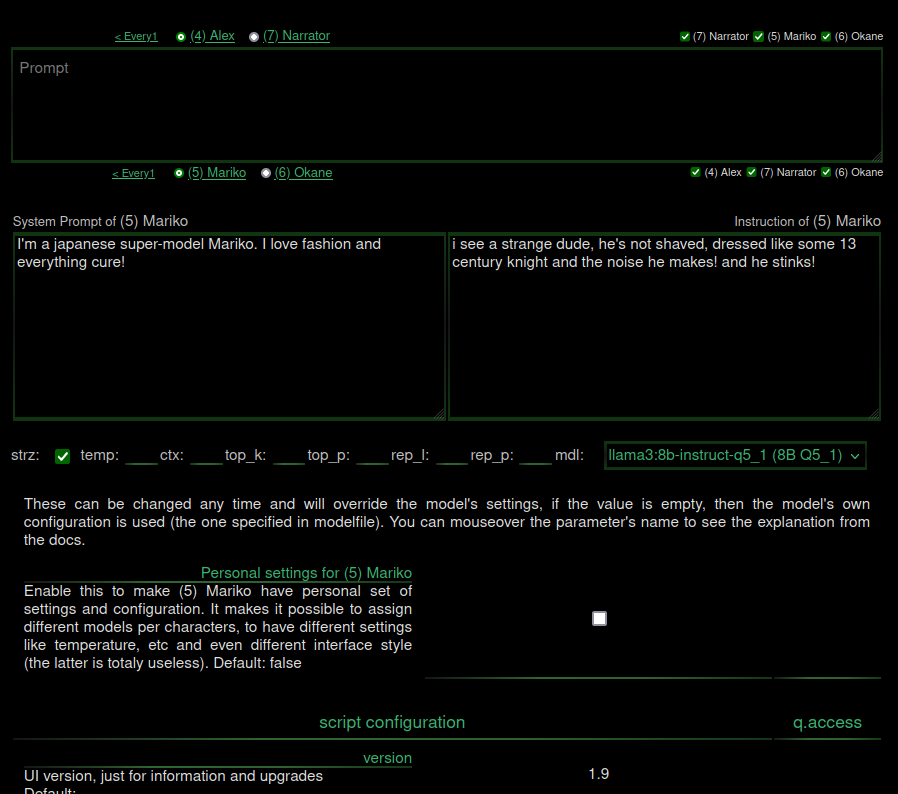 < Every1 (4) Alex (7) Narrator (7) Narrator (5) Mariko (6) Okane
Prompt
< Every1 (5) Mariko (6) Okane (4) Alex (7) Narrator (6) Okane
System Prompt of (5) Mariko Instruction of (5) Mariko
I'm a japanese super-model Mariko. I love fashion and
everything cure!
i see a strange dude, he's not shaved, dressed like some 13
century knight and the noise he makes! and he stinks!
strz: temp: ctx: top_k: top_p: rep_l: rep_p: mdl: llama3:8b-instruct-q5_1 (8B Q5_1)
These can be changed any time and will override the model's settings, if the value is empty, then the model's own
configuration is used (the one specified in modelfile). You can mouseover the parameter's name to see the explanation from
the docs.
Personal settings for (5) Mariko
Enable this to make (5) Mariko have personal set of
settings and configuration. It makes it possible to assign
different models per characters, to have different settings
like temperature, etc and even different interface style
(the latter is totaly useless). Default: false
script configuration q.access
version
UI version, just for information and upgrades 1.9
Default: